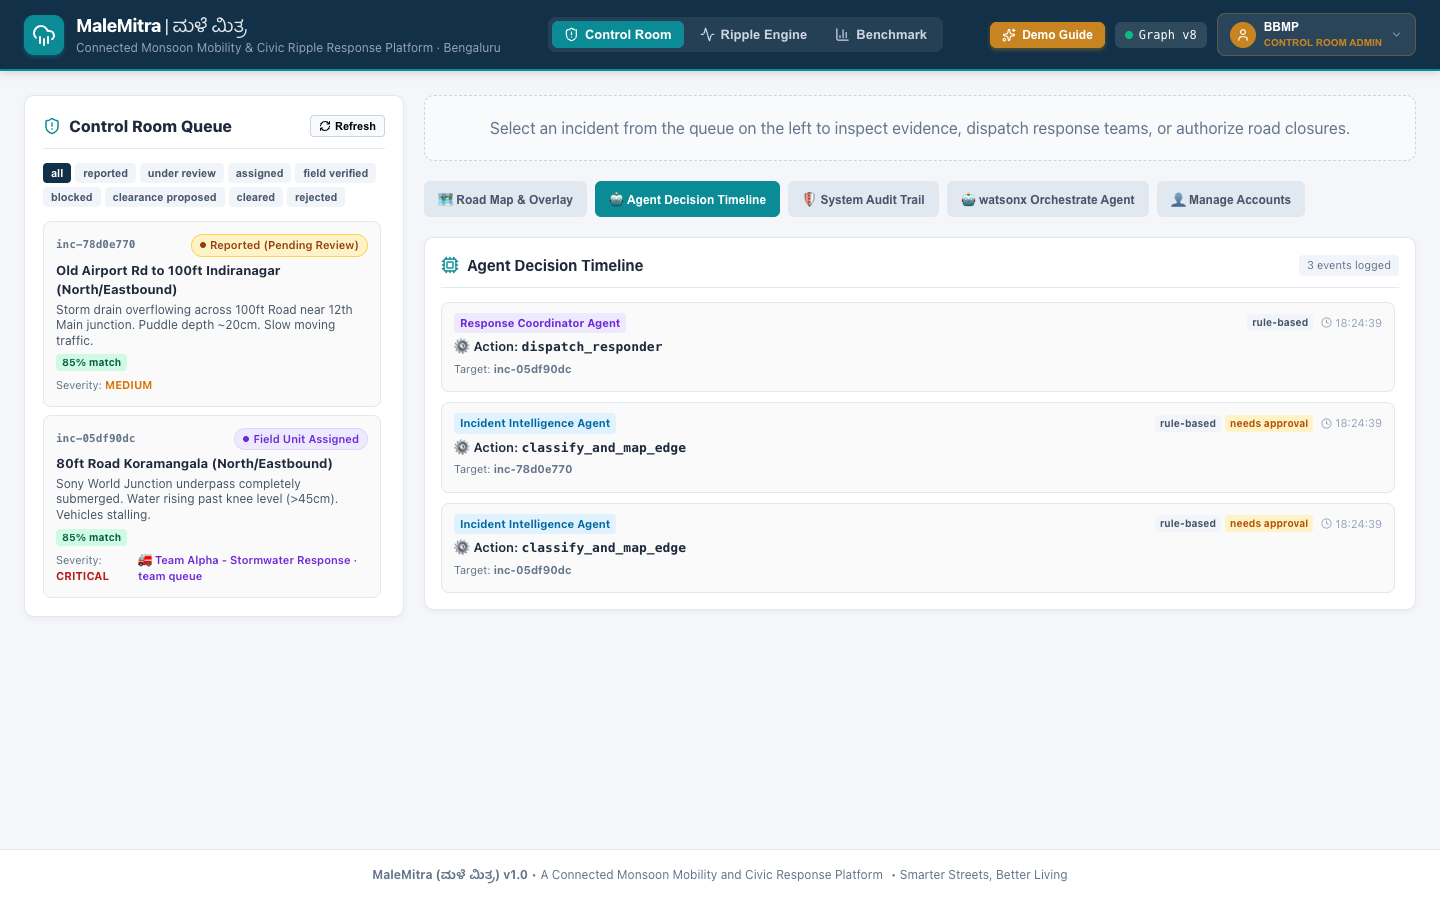 MaleMitra | ಮಳೆ ಮಿತ್ರ
Connected Monsoon Mobility & Civic Ripple Response Platform · Bengaluru
Control Room
Ripple Engine
Benchmark
Demo Guide
Graph v8
BBMP
CONTROL ROOM ADMIN
Control Room Queue
Refresh
all
reported
under review
assigned
field verified
blocked
clearance proposed
cleared
rejected
inc-78d0e770
Reported (Pending Review)
Old Airport Rd to 100ft Indiranagar
(North/Eastbound)
Storm drain overflowing across 100ft Road near 12th
Main junction. Puddle depth ~20cm. Slow moving
traffic.
85% match
Severity: MEDIUM
inc-05df90dc
Field Unit Assigned
80ft Road Koramangala (North/Eastbound)
Sony World Junction underpass completely
submerged. Water rising past knee level (>45cm).
Vehicles stalling.
85% match
Severity:
CRITICAL
Team Alpha - Stormwater Response ·
team queue
Select an incident from the queue on the left to inspect evidence, dispatch response teams, or authorize road closures.
Road Map & Overlay
Agent Decision Timeline
System Audit Trail
watsonx Orchestrate Agent
Manage Accounts
Agent Decision Timeline
3 events logged
Response Coordinator Agent
rule-based
18:24:39
Action: dispatch_responder
Target: inc-05df90dc
Incident Intelligence Agent
rule-based
needs approval
18:24:39
Action: classify_and_map_edge
Target: inc-78d0e770
Incident Intelligence Agent
rule-based
needs approval
18:24:39
Action: classify_and_map_edge
Target: inc-05df90dc
MaleMitra (ಮಳೆ ಮಿತ್ರ) v1.0 • A Connected Monsoon Mobility and Civic Response Platform • Smarter Streets, Better Living